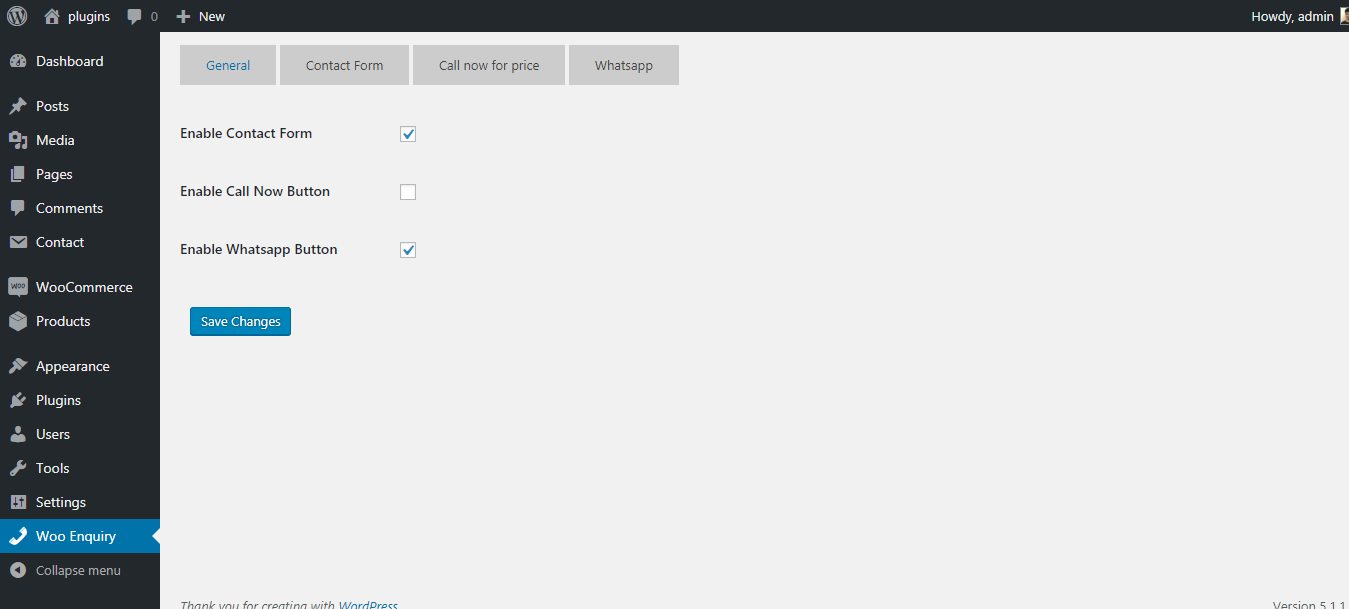 plugins 0 New Howdy, admin
Dashboard
Posts
Media
Pages
Comments
Contact
Woo WooCommerce
Products
Appearance
Plugins
Users
Tools
Settings
Woo Enquiry
Collapse menu
General Contact Form Call now for price Whatsapp
Enable Contact Form
Enable Call Now Button
Enable Whatsapp Button
Save Changes
Thank you for creating with WordPress
Version 5.1.1